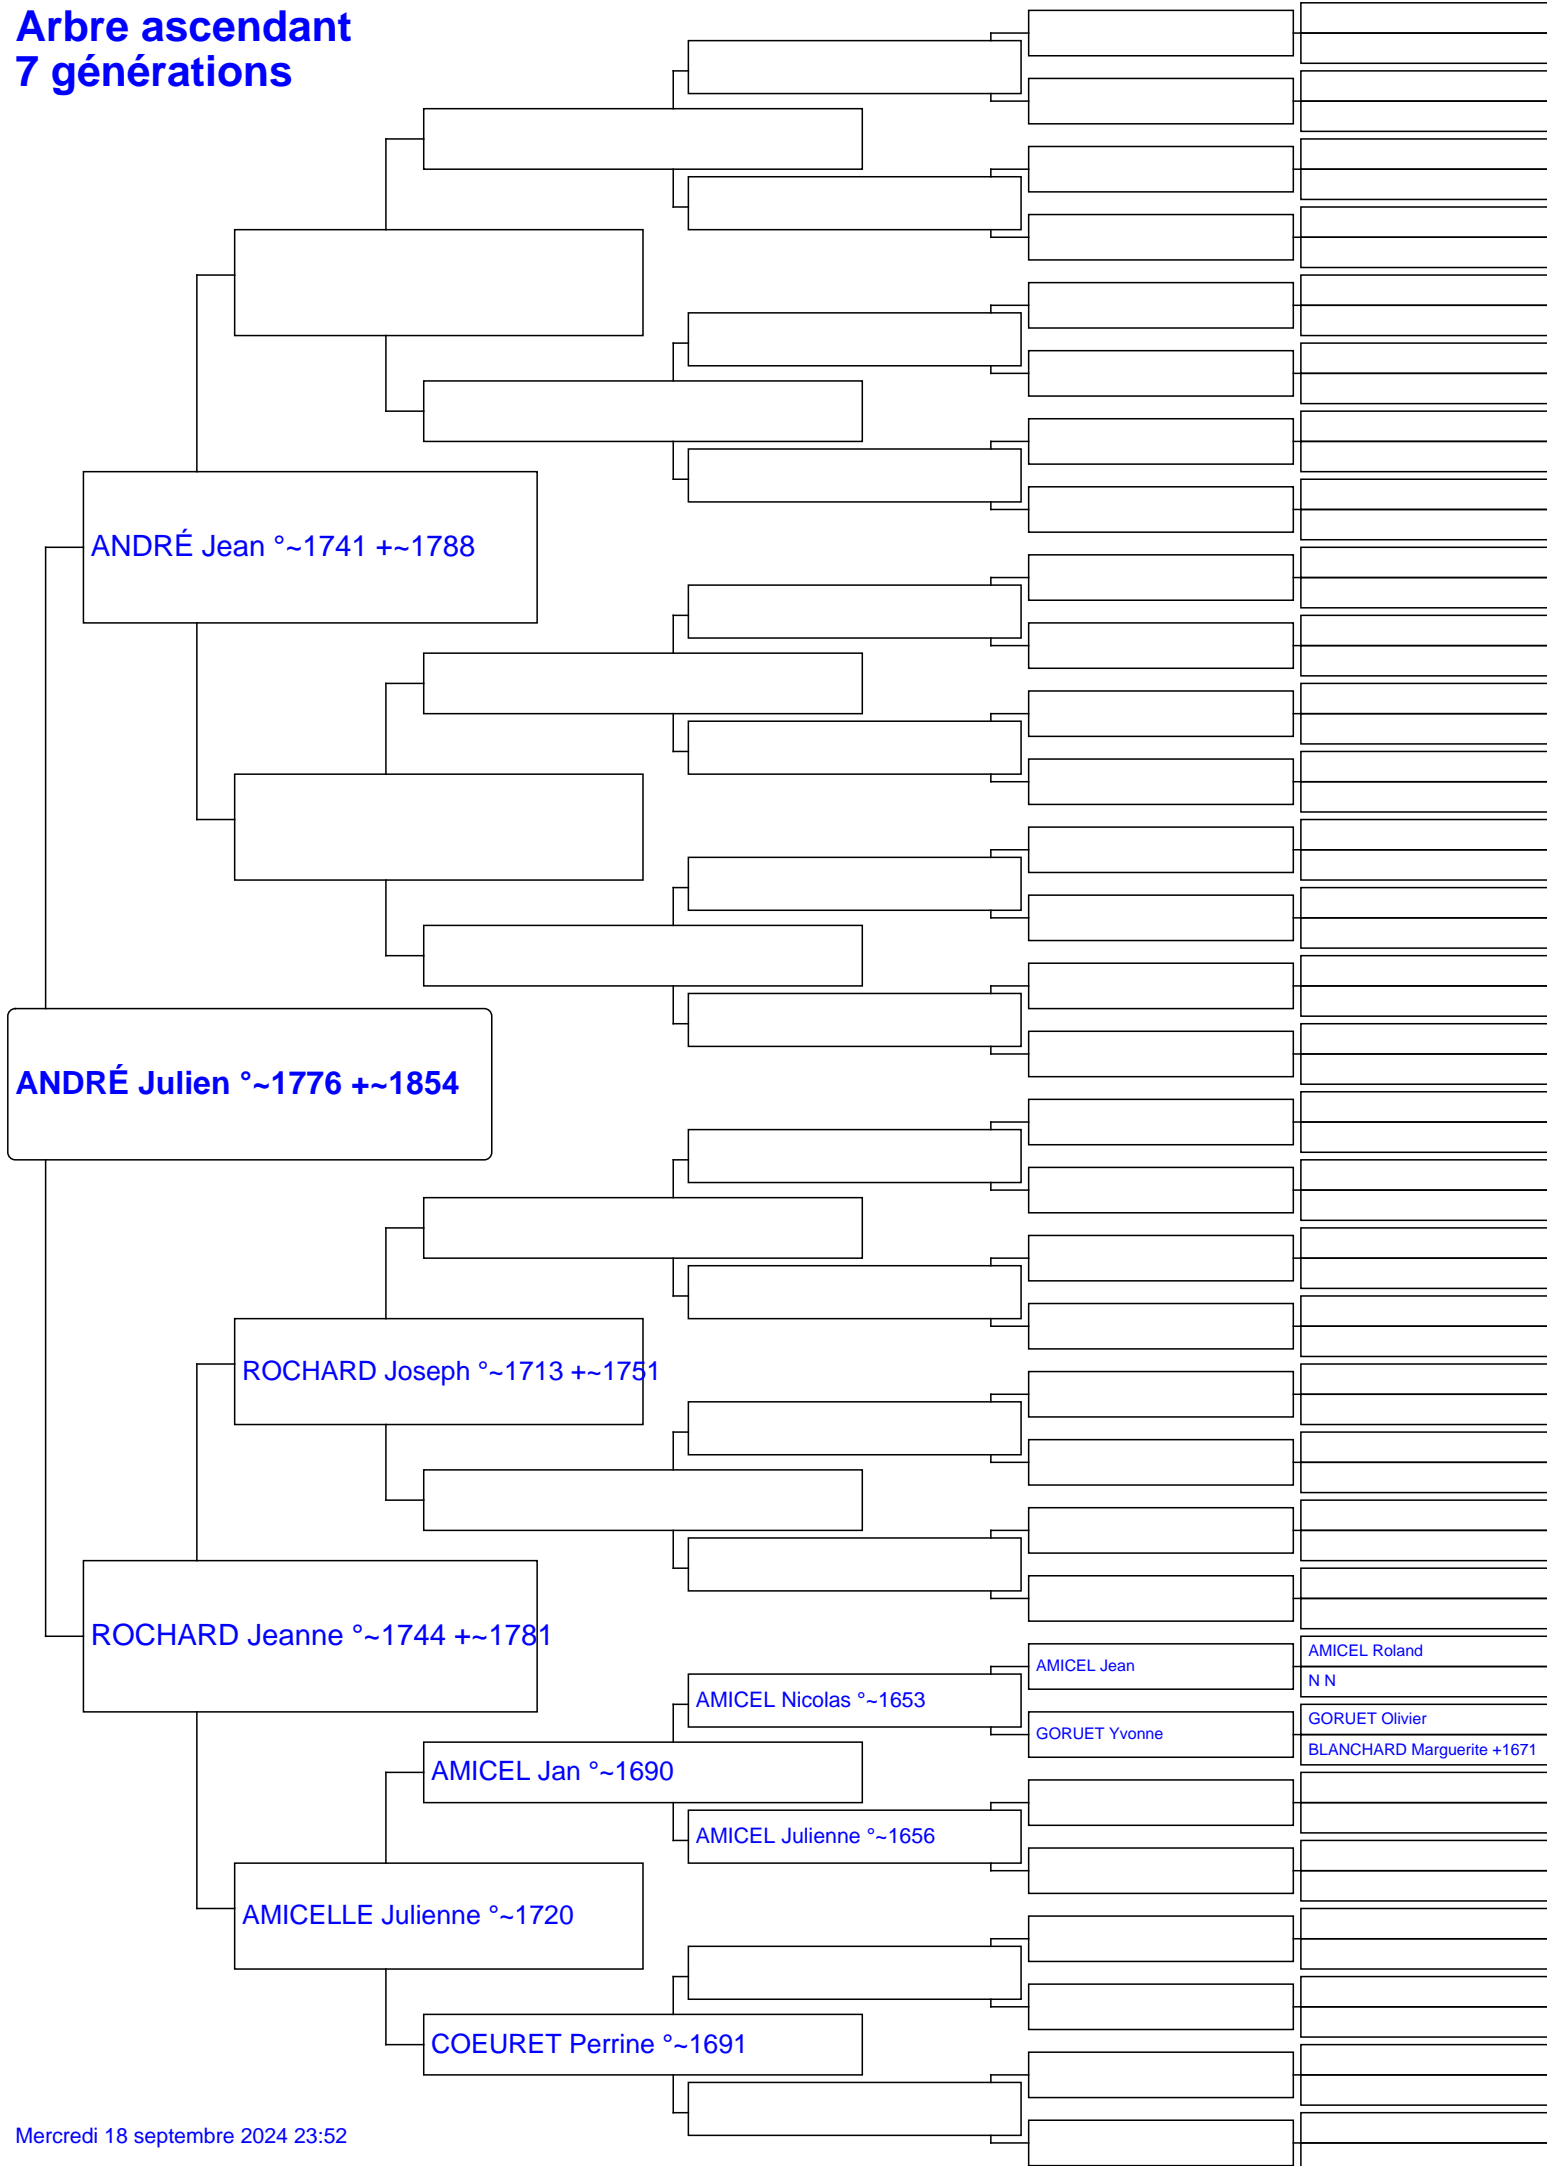 Arbre ascendant
7 générations
ANDRÉ Jean °~1741 +~1788
ANDRÉ Julien °~1776 +~1854
ROCHARD Joseph °~1713 +~1751
ROCHARD Jeanne °~1744 +~1781
AMICEL Roland
AMICEL Jean
N N
AMICEL Nicolas °~1653
GORUET Olivier
GORUET Yvonne
BLANCHARD Marguerite +1671
AMICEL Jan °~1690
AMICEL Julienne °~1656
AMICELLE Julienne °~1720
COEURET Perrine °~1691
Mercredi 18 septembre 2024 23:52